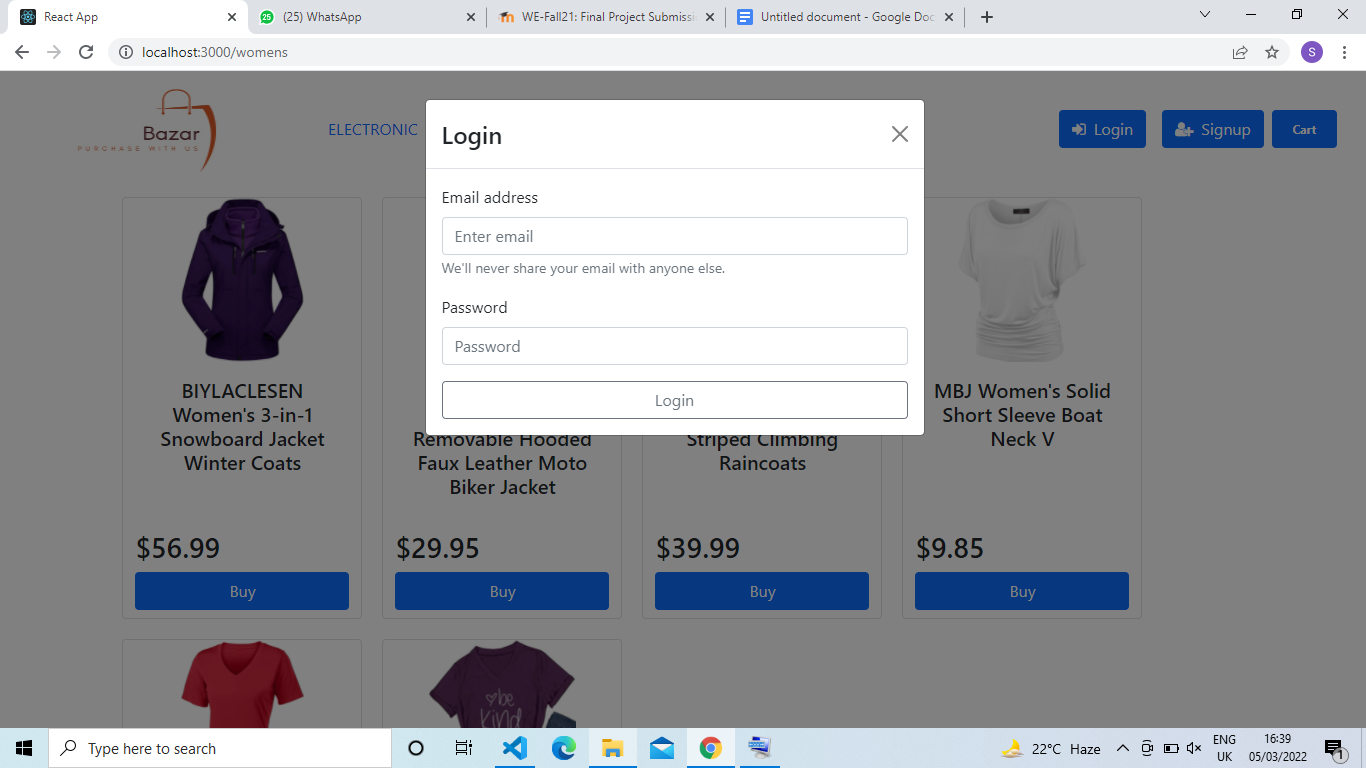 React App
(25) WhatsApp
WE-Fall21: Final Project Submissi
Untitled document - Google Doc
localhost:3000/womens
S
Bazar
PURCHASE WITH US
ELECTRONIC
Login
Signup
Cart
Login
Email address
Enter email
We'll never share your email with anyone else.
Password
Password
Login
BIYLACLESEN
Women's 3-in-1
Snowboard Jacket
Winter Coats
$56.99
Buy
Removable Hooded
Faux Leather Moto
Biker Jacket
$29.95
Buy
Striped Climbing
Raincoats
$39.99
Buy
MBJ Women's Solid
Short Sleeve Boat
Neck V
$9.85
Buy
be
kind
Type here to search
22°C Haze
ENG
UK
16:39
05/03/2022
1